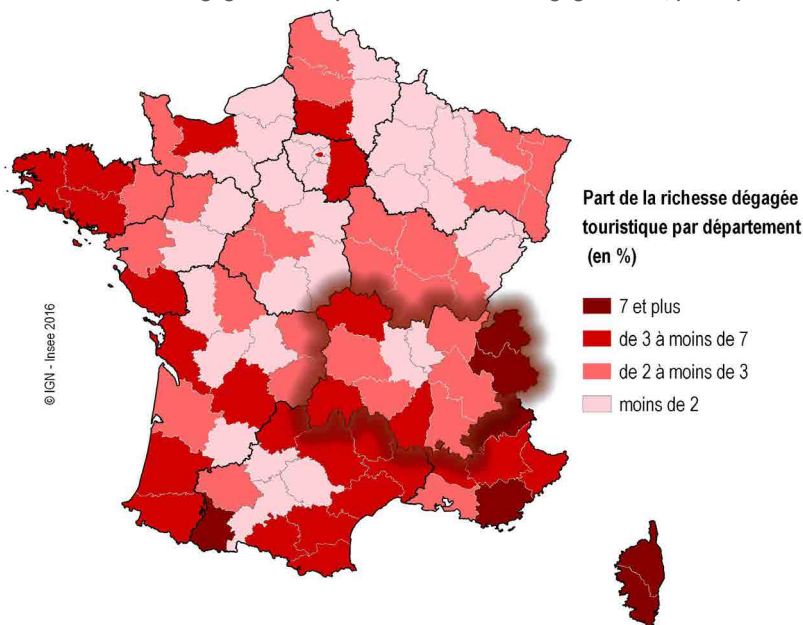 Part de la richesse dégagée
touristique par département
(en %)
7 et plus
de 3 à moins de 7
de 2 à moins de 3
moins de 2
© IGN - Insee 2016